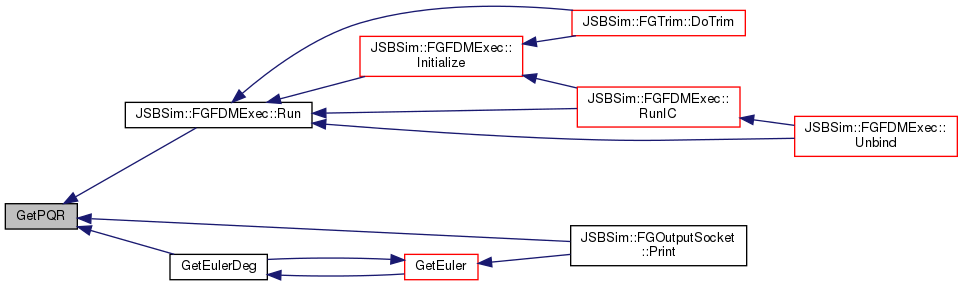 JSBSim::FGTrim::DoTrim
JSBSim::FGFDMExec::
Initialize
JSBSim::FGFDMExec::Run
JSBSim::FGFDMExec::
RunIC
JSBSim::FGFDMExec::
Unbind
GetPQR
JSBSim::FGOutputSocket
::Print
GetEulerDeg
GetEuler